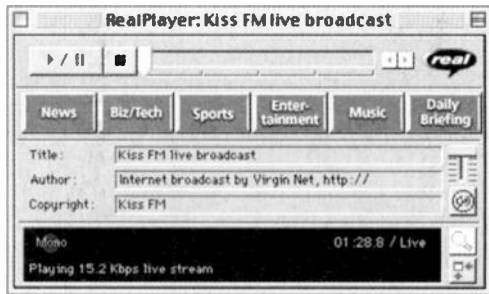 RealPlayer: Kiss FM live broadcast
real
News Biz/Tech Sports Enter-tainment Music Daily Briefing
Title: Kiss FM live broadcast
Author: Internet broadcast by Virgin Net, http://
Copyright: Kiss FM
Mono 01:28.8 / Live
Playing 15.2 Kbps live stream